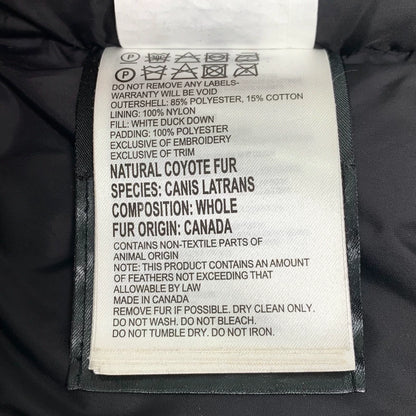 DO NOT REMOVE ANY LABELS-
WARRANTY WILL BE VOID
OUTERSHELL: 85% POLYESTER, 15% COTTON
LINING: 100% NYLON
FILL: WHITE DUCK DOWN
PADDING: 100% POLYESTER
EXCLUSIVE OF EMBROIDERY
EXCLUSIVE OF TRIM
NATURAL COYOTE FUR
SPECIES: CANIS LATRANS
COMPOSITION: WHOLE
FUR ORIGIN: CANADA
CONTAINS NON-TEXTILE PARTS OF
ANIMAL ORIGIN
NOTE: THIS PRODUCT CONTAINS AN AMOUNT
OF FEATHERS NOT EXCEEDING THAT
ALLOWABLE BY LAW
MADE IN CANADA
REMOVE FUR IF POSSIBLE. DRY CLEAN ONLY.
DO NOT WASH. DO NOT BLEACH.
DO NOT TUMBLE DRY. DO NOT IRON.